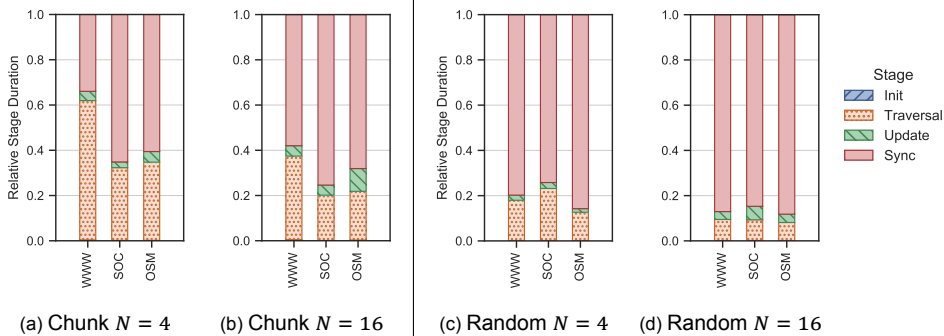 Relative Stage Duration
1.0
0.8
0.6
0.4
0.2
0.0
WWW
SOC
OSM
(a) Chunk N = 4
1.0
0.8
0.6
0.4
0.2
0.0
WWW
SOC
OSM
(b) Chunk N = 16
Relative Stage Duration
1.0
0.8
0.6
0.4
0.2
0.0
WWW
SOC
OSM
(c) Random N = 4
1.0
0.8
0.6
0.4
0.2
0.0
WWW
SOC
OSM
(d) Random N = 16
Stage
Init
Traversal
Update
Sync